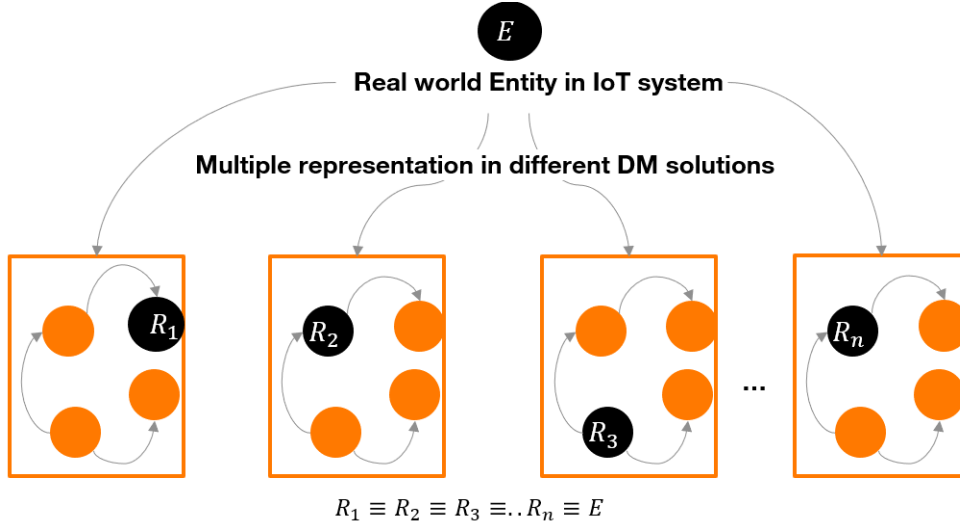 E
Real world Entity in IoT system
Multiple representation in different DM solutions
R₁
R₂
R₃
...
Rₙ
R₁ ≡ R₂ ≡ R₃ ≡.. Rₙ ≡ E